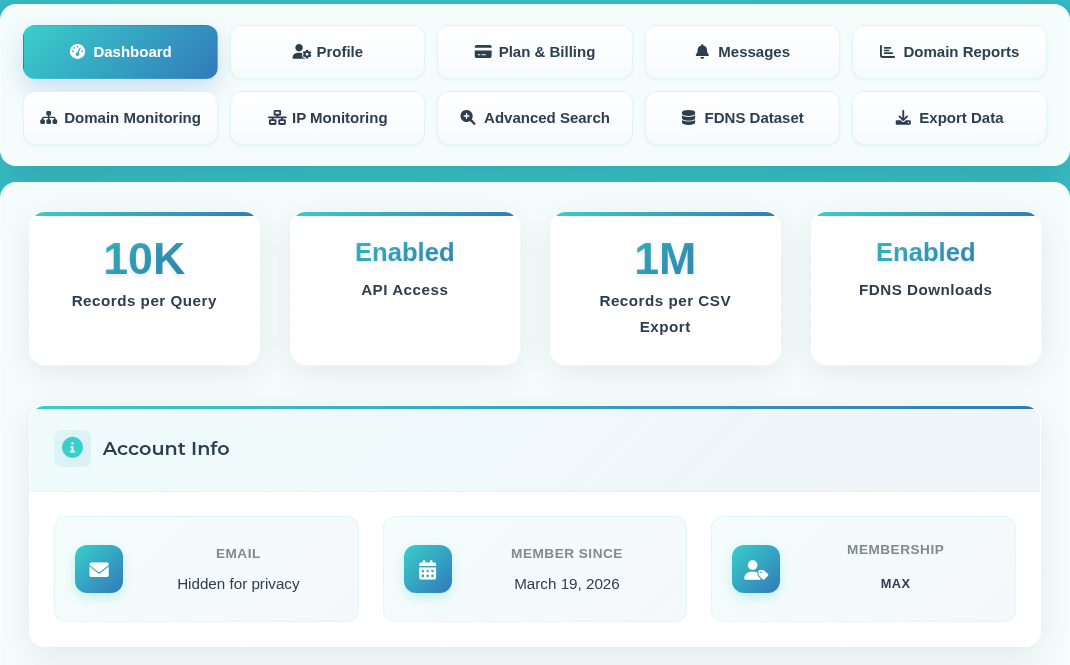 Dashboard
Profile
Plan & Billing
Messages
Domain Reports
Domain Monitoring
IP Monitoring
Advanced Search
FDNS Dataset
Export Data
10K
Records per Query
Enabled
API Access
1M
Records per CSV
Export
Enabled
FDNS Downloads
Account Info
EMAIL
Hidden for privacy
MEMBER SINCE
March 19, 2026
MEMBERSHIP
MAX